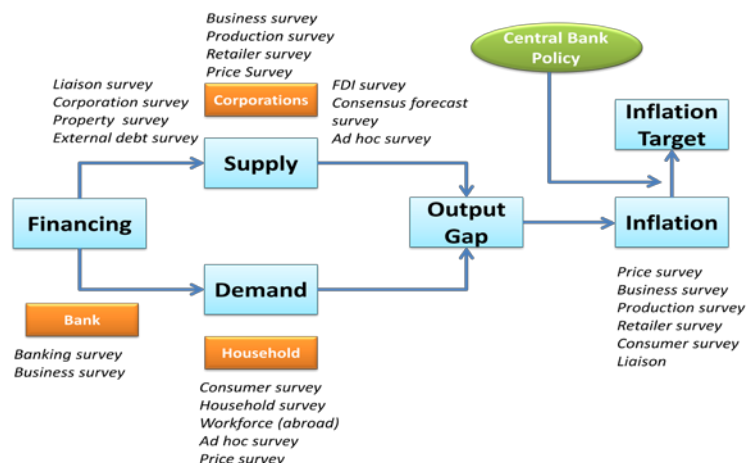 Business survey
Production survey
Retailer survey
Price Survey
Corporations
Central Bank
Policy
Liaison survey
Corporation survey
Property survey
External debt survey
FDI survey
Consensus forecast
survey
Ad hoc survey
Inflation
Target
Supply
Financing
Output
Gap
Inflation
Demand
Bank
Banking survey
Business survey
Household
Consumer survey
Household survey
Workforce (abroad)
Ad hoc survey
Price survey
Price survey
Business survey
Production survey
Retailer survey
Consumer survey
Liaison